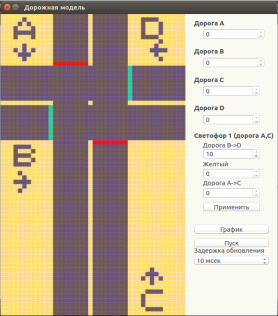 Дорожная модель
A
D
B
C
Дорога A
0
Дорога B
0
Дорога C
0
Дорога D
0
Светофор 1 (дорога A,C)
Дорога B->D
10
Желтый
0
Дорога A->C
0
Применить
График
Пуск
Задержка обновления
10 мсек